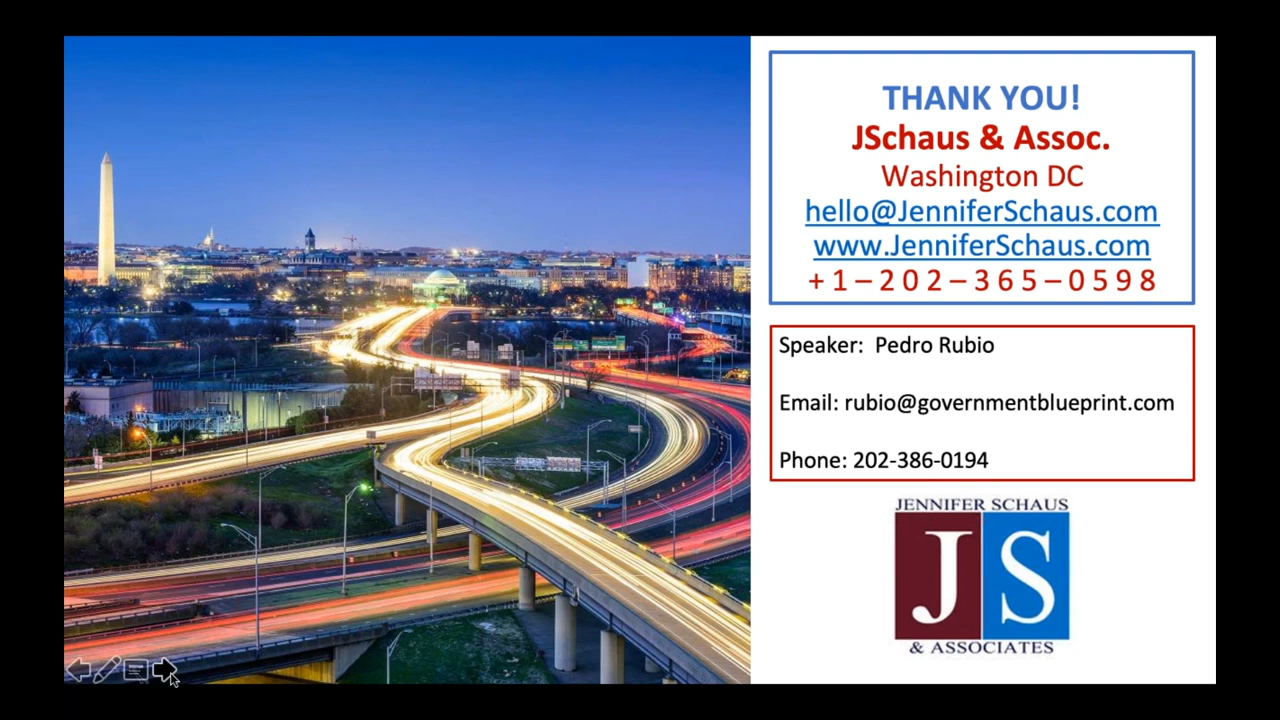 THANK YOU!
JSchaus & Assoc.
Washington DC
hello@JenniferSchaus.com
www.JenniferSchaus.com
+1–202–365–0598
Speaker:  Pedro Rubio
Email: rubio@governmentblueprint.com
Phone: 202-386-0194
JENNIFER SCHAUS
JS
& ASSOCIATES